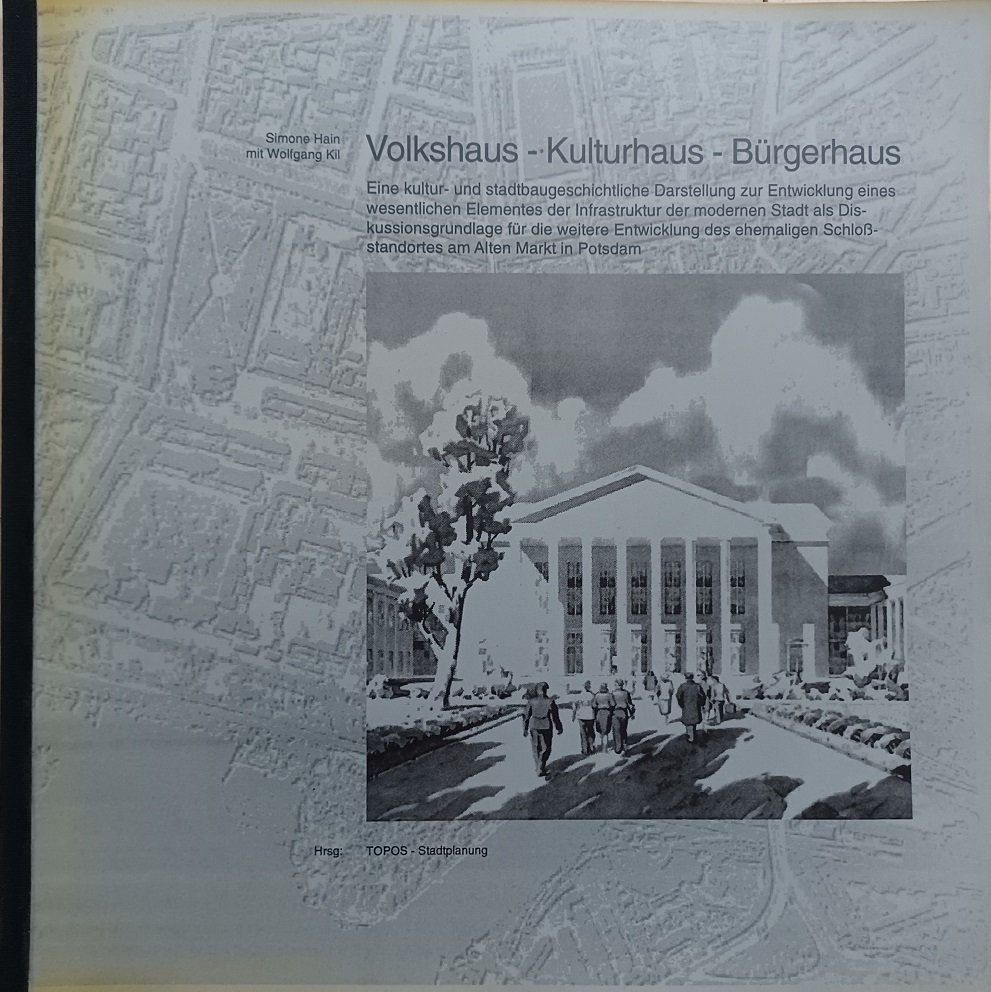 Simone Hain
mit Wolfgang Kil
Volkshaus - Kulturhaus - Bürgerhaus
Eine kultur- und stadtbaugeschichtliche Darstellung zur Entwicklung eines
wesentlichen Elementes der Infrastruktur der modernen Stadt als Dis-
kussionsgrundlage für die weitere Entwicklung des ehemaligen Schloß-
standortes am Alten Markt in Potsdam
Hrsg: TOPOS - Stadtplanung